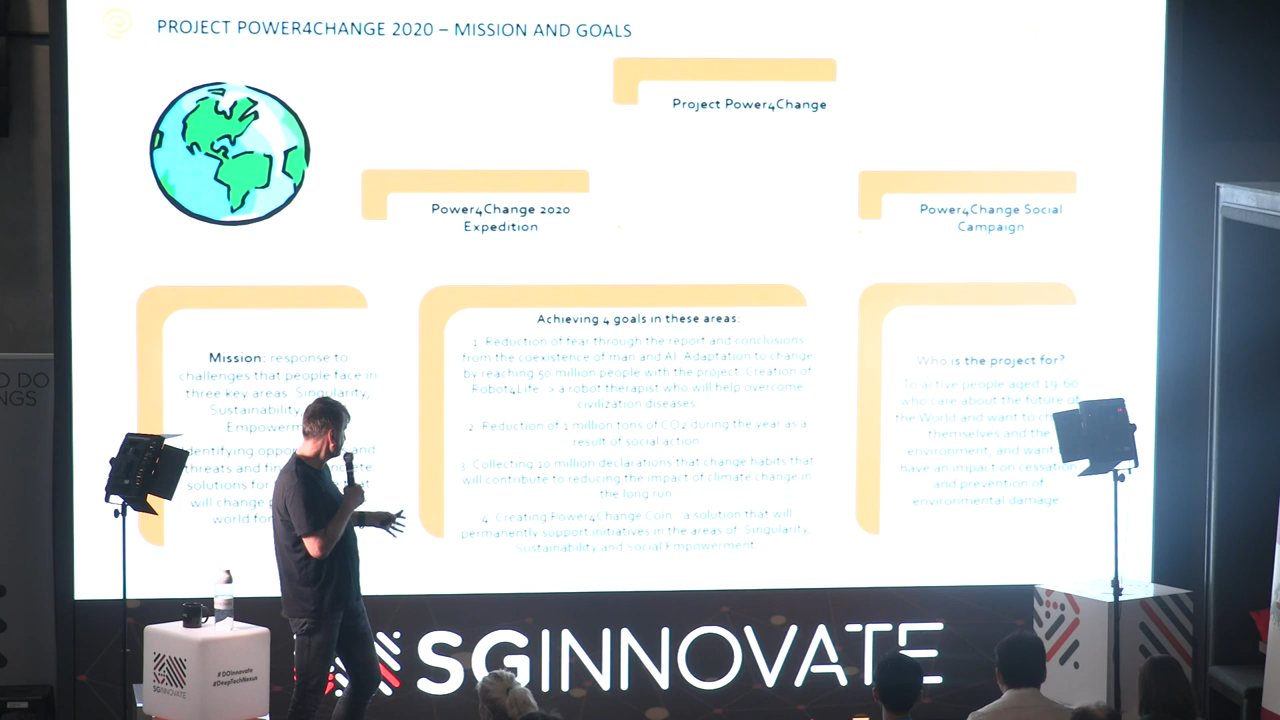 PROJECT POWER4CHANGE 2020 – MISSION AND GOALS
Project Power4Change
Power4Change 2020
Expedition
Power4Change Social
Campaign
Mission: response to
challenges that people face in
three key areas: Singularity,
Sustainability,
Identifying and
threats and
solutions for
will change
world for
Achieving 4 goals in these areas:
1. Reduction of fear through the report and conclusions
from the coexistence of man and AI. Adaptation to change
by reaching 50 million people with the project. Creation of
Robot4Life -> a robot therapist who will help overcome
civilization diseases
2. Reduction of 1 million tons of CO2 during the year as a
result of social action
3. Collecting 10 million declarations that change habits that
will contribute to reducing the impact of climate change in
the long run
4. Creating Power4Change Coin - a solution that will
permanently support initiatives in the areas of: Singularity,
Sustainability and Social Empowerment
Who is the project for?
To active people aged 19-60
who care about the future of
the World and want to
themselves and the
environment, and want
have an impact on cessation
and prevention of
environmental damage
SGINNOVATE
SGINNOVATE
#DOInnovate
#DeepTechNexus
DO
NGS